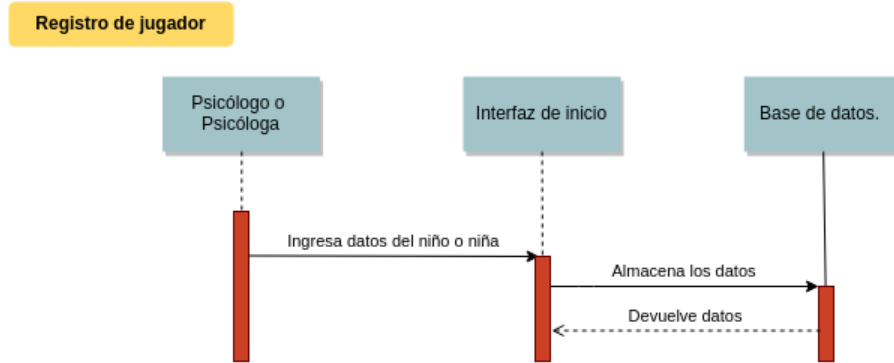 Registro de jugador
Psicólogo o
Psicóloga
Interfaz de inicio
Base de datos.
Ingresa datos del niño o niña
Almacena los datos
Devuelve datos